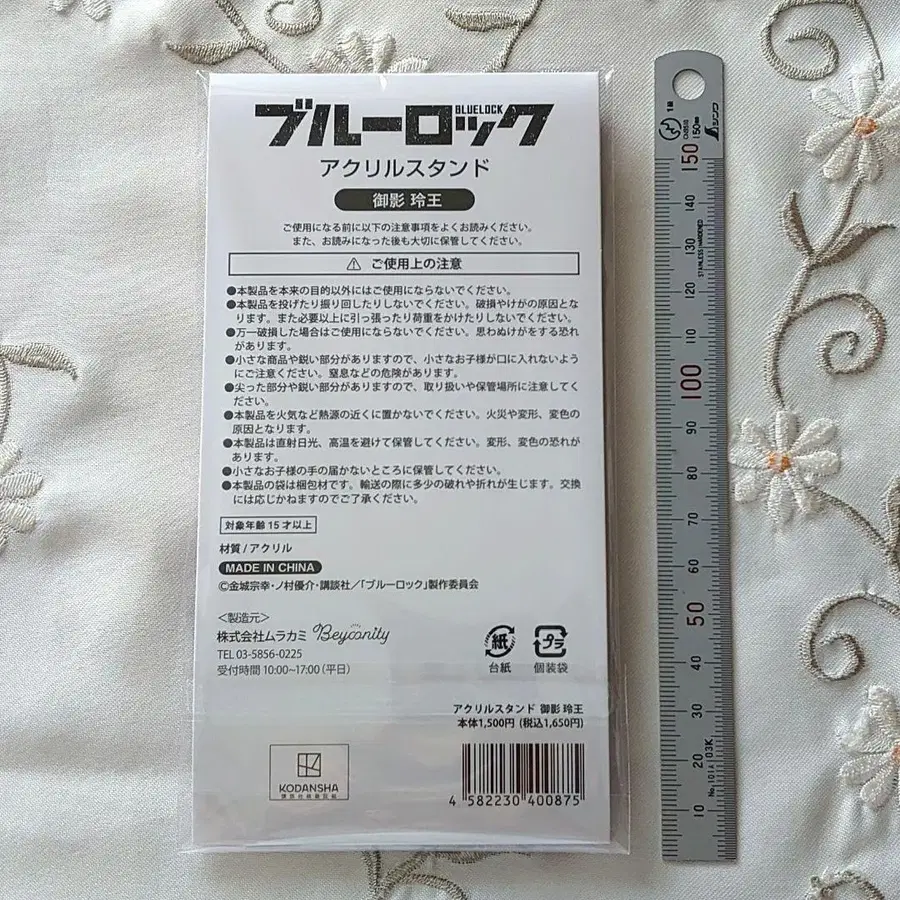 ブルーロック
BLUELOCK
アクリルスタンド
御影 玲王
ご使用になる前に以下の注意事項をよくお読みください。
また、お読みになった後も大切に保管してください。
⚠ ご使用上の注意
●本製品を本来の目的以外にはご使用にならないでください。
●本製品を投げたり振り回したりしないでください。破損やけがの原因とな
ります。また必要以上に引っ張ったり荷重をかけたりしないでください。
●万一破損した場合はご使用にならないでください。思わぬけがをする恐れ
があります。
●小さな商品や鋭い部分がありますので、小さなお子様が口に入れないよう
にご注意ください。窒息などの危険があります。
●尖った部分や鋭い部分がありますので、取り扱いや保管場所に注意してく
ださい。
●本製品を火気など熱源の近くに置かないでください。火災や変形、変色の
原因となります。
●本製品は直射日光、高温を避けて保管してください。変形、変色の恐れが
あります。
●小さなお子様の手の届かないところに保管してください。
●本製品の袋は梱包材です。輸送の際に多少の破れや折れが生じます。交換
には応じかねますのでご了承ください。
対象年齢15才以上
材質/アクリル
MADE IN CHINA
©金城宗幸・ノ村優介・講談社/「ブルーロック」製作委員会
<製造元>
株式会社ムラカミ Beyconity
TEL 03-5856-0225
受付時間 10:00~17:00 (平日)
紙
台紙
プラ
個装袋
アクリルスタンド 御影 玲王
本体1,500円 (税込1,650円)
KODANSHA
4 582230 400875
1級
150mm
シンワ
150
140
130
STAINLESS HARDENED
120
110
100
90
80
70
60
50
40
30
20
10
No.101A 03K